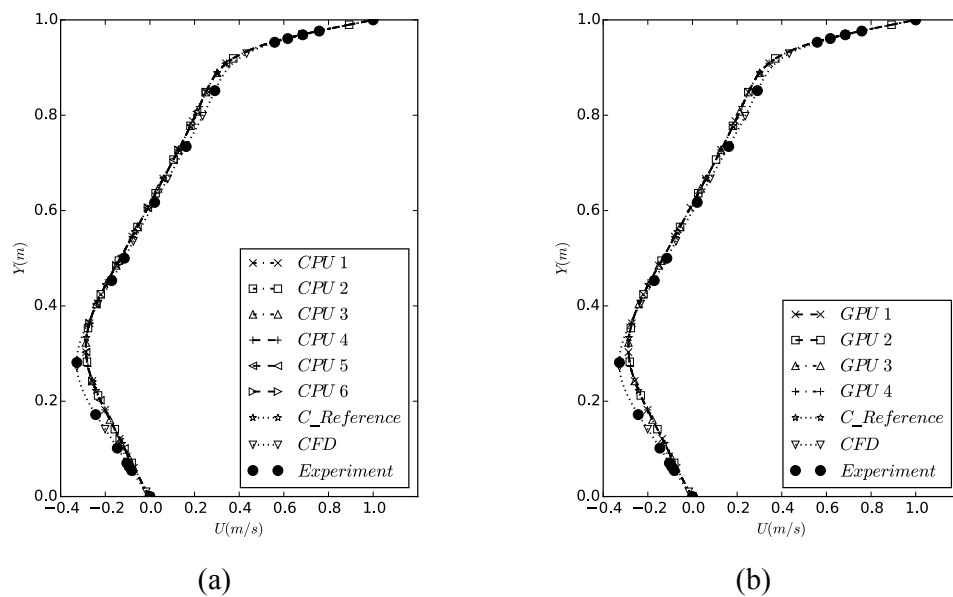 1.0
0.8
0.6
0.4
0.2
0.0
Y(m)
−0.4 −0.2 0.0 0.2 0.4 0.6 0.8 1.0
U(m/s)
CPU 1
CPU 2
CPU 3
CPU 4
CPU 5
CPU 6
C_Reference
CFD
Experiment
(a)
1.0
0.8
0.6
0.4
0.2
0.0
Y(m)
−0.4 −0.2 0.0 0.2 0.4 0.6 0.8 1.0
U(m/s)
GPU 1
GPU 2
GPU 3
GPU 4
C_Reference
CFD
Experiment
(b)